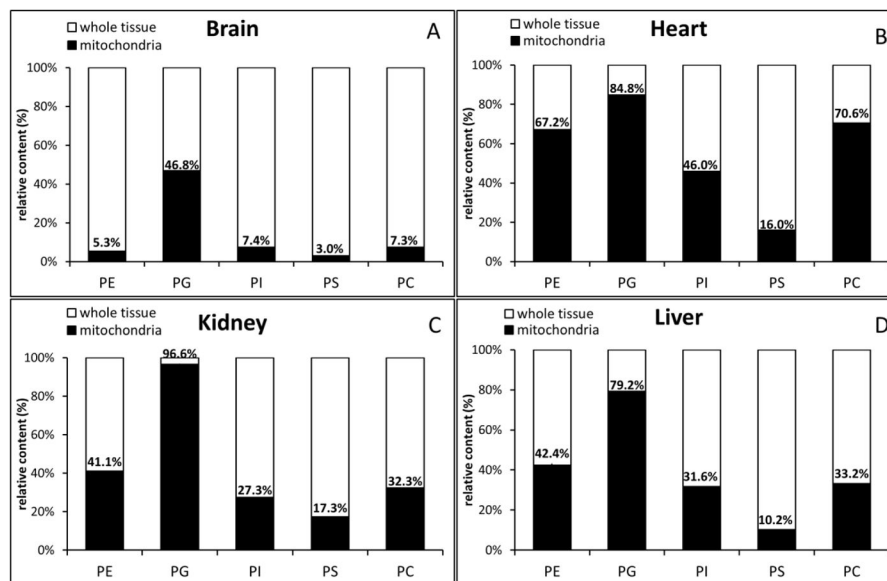 Brain
A
whole tissue
mitochondria
relative content (%)
100%
80%
60%
40%
20%
0%
5.3%
46.8%
7.4%
3.0%
7.3%
PE PG PI PS PC
Heart
B
whole tissue
mitochondria
relative content (%)
100%
80%
60%
40%
20%
0%
67.2%
84.8%
46.0%
16.0%
70.6%
PE PG PI PS PC
Kidney
C
whole tissue
mitochondria
relative content (%)
100%
80%
60%
40%
20%
0%
41.1%
96.6%
27.3%
17.3%
32.3%
PE PG PI PS PC
Liver
D
whole tissue
mitochondria
relative content (%)
100%
80%
60%
40%
20%
0%
42.4%
79.2%
31.6%
10.2%
33.2%
PE PG PI PS PC